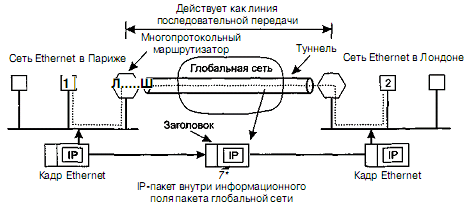 Действует как линия
последовательной передачи
Многопротокольный
маршрутизатор
Сеть Ethernet в Париже
Туннель
Сеть Ethernet в Лондоне
Глобальная сеть
1
Л....Ш
2
Заголовок
IP
IP
IP
7*
Кадр Ethernet
Кадр Ethernet
IP-пакет внутри информационного
поля пакета глобальной сети